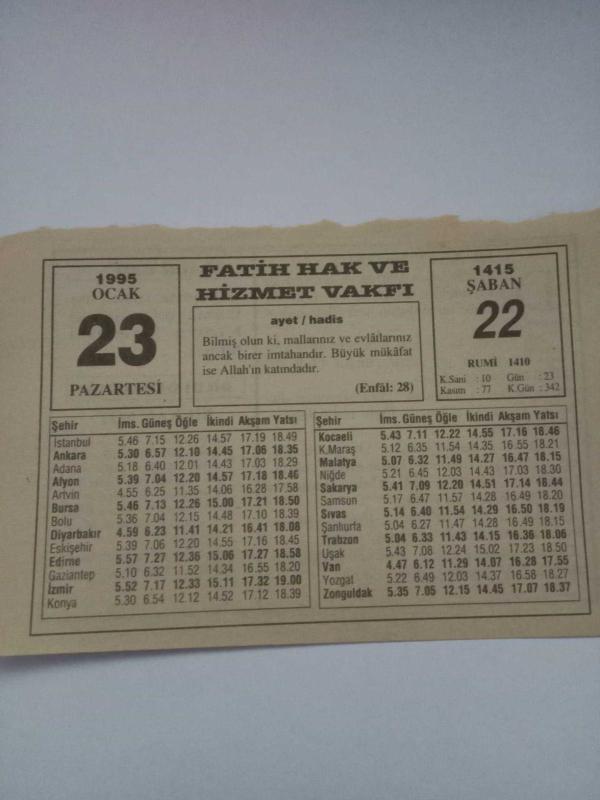 1995
OCAK
23
PAZARTESİ
FATİH HAK VE
HİZMET VAKFI
ayet / hadis
Bilmiş olun ki, mallarınız ve evlâtlarınız
ancak birer imtahandır. Büyük mükâfat
ise Allah'ın katındadır.
(Enfâl: 28)
1415
ŞABAN
22
RUMİ 1410
K.Sani : 10 Gün : 23
Kasım : 77 K.Gün : 342
Şehir İms. Güneş Öğle İkindi Akşam Yatsı
İstanbul 5.46 7.15 12.26 14.57 17.19 18.49
Ankara 5.30 6.57 12.10 14.45 17.06 18.35
Adana 5.18 6.40 12.01 14.43 17.03 18.29
Afyon 5.39 7.04 12.20 14.57 17.18 18.46
Artvin 4.55 6.25 11.35 14.06 16.28 17.58
Bursa 5.46 7.13 12.26 15.00 17.21 18.50
Bolu 5.36 7.04 12.15 14.48 17.10 18.39
Diyarbakır 4.59 6.23 11.41 14.21 16.41 18.08
Eskişehir 5.39 7.06 12.20 14.55 17.16 18.45
Edirne 5.57 7.27 12.36 15.06 17.27 18.58
Gaziantep 5.10 6.32 11.52 14.34 16.55 18.20
İzmir 5.52 7.17 12.33 15.11 17.32 19.00
Konya 5.30 6.54 12.12 14.52 17.12 18.39
Şehir İms. Güneş Öğle İkindi Akşam Yatsı
Kocaeli 5.43 7.11 12.22 14.55 17.16 18.46
K.Maraş 5.12 6.35 11.54 14.35 16.55 18.21
Malatya 5.07 6.32 11.49 14.27 16.47 18.15
Niğde 5.21 6.45 12.03 14.43 17.03 18.30
Sakarya 5.41 7.09 12.20 14.51 17.14 18.44
Samsun 5.17 6.47 11.57 14.28 16.49 18.20
Sıvas 5.14 6.40 11.54 14.29 16.50 18.19
Şanlıurfa 5.04 6.27 11.47 14.28 16.49 18.15
Trabzon 5.04 6.33 11.43 14.15 16.36 18.06
Uşak 5.43 7.08 12.24 15.02 17.23 18.50
Van 4.47 6.12 11.29 14.07 16.28 17.55
Yozgat 5.22 6.49 12.03 14.37 16.58 18.27
Zonguldak 5.35 7.05 12.15 14.45 17.07 18.37